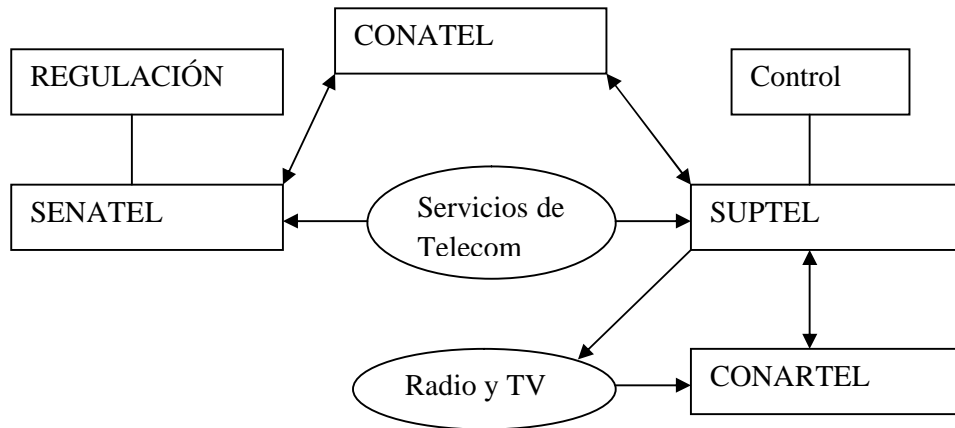 CONATEL
REGULACIÓN
Control
SENATEL
Servicios de
Telecom
SUPTEL
Radio y TV
CONARTEL